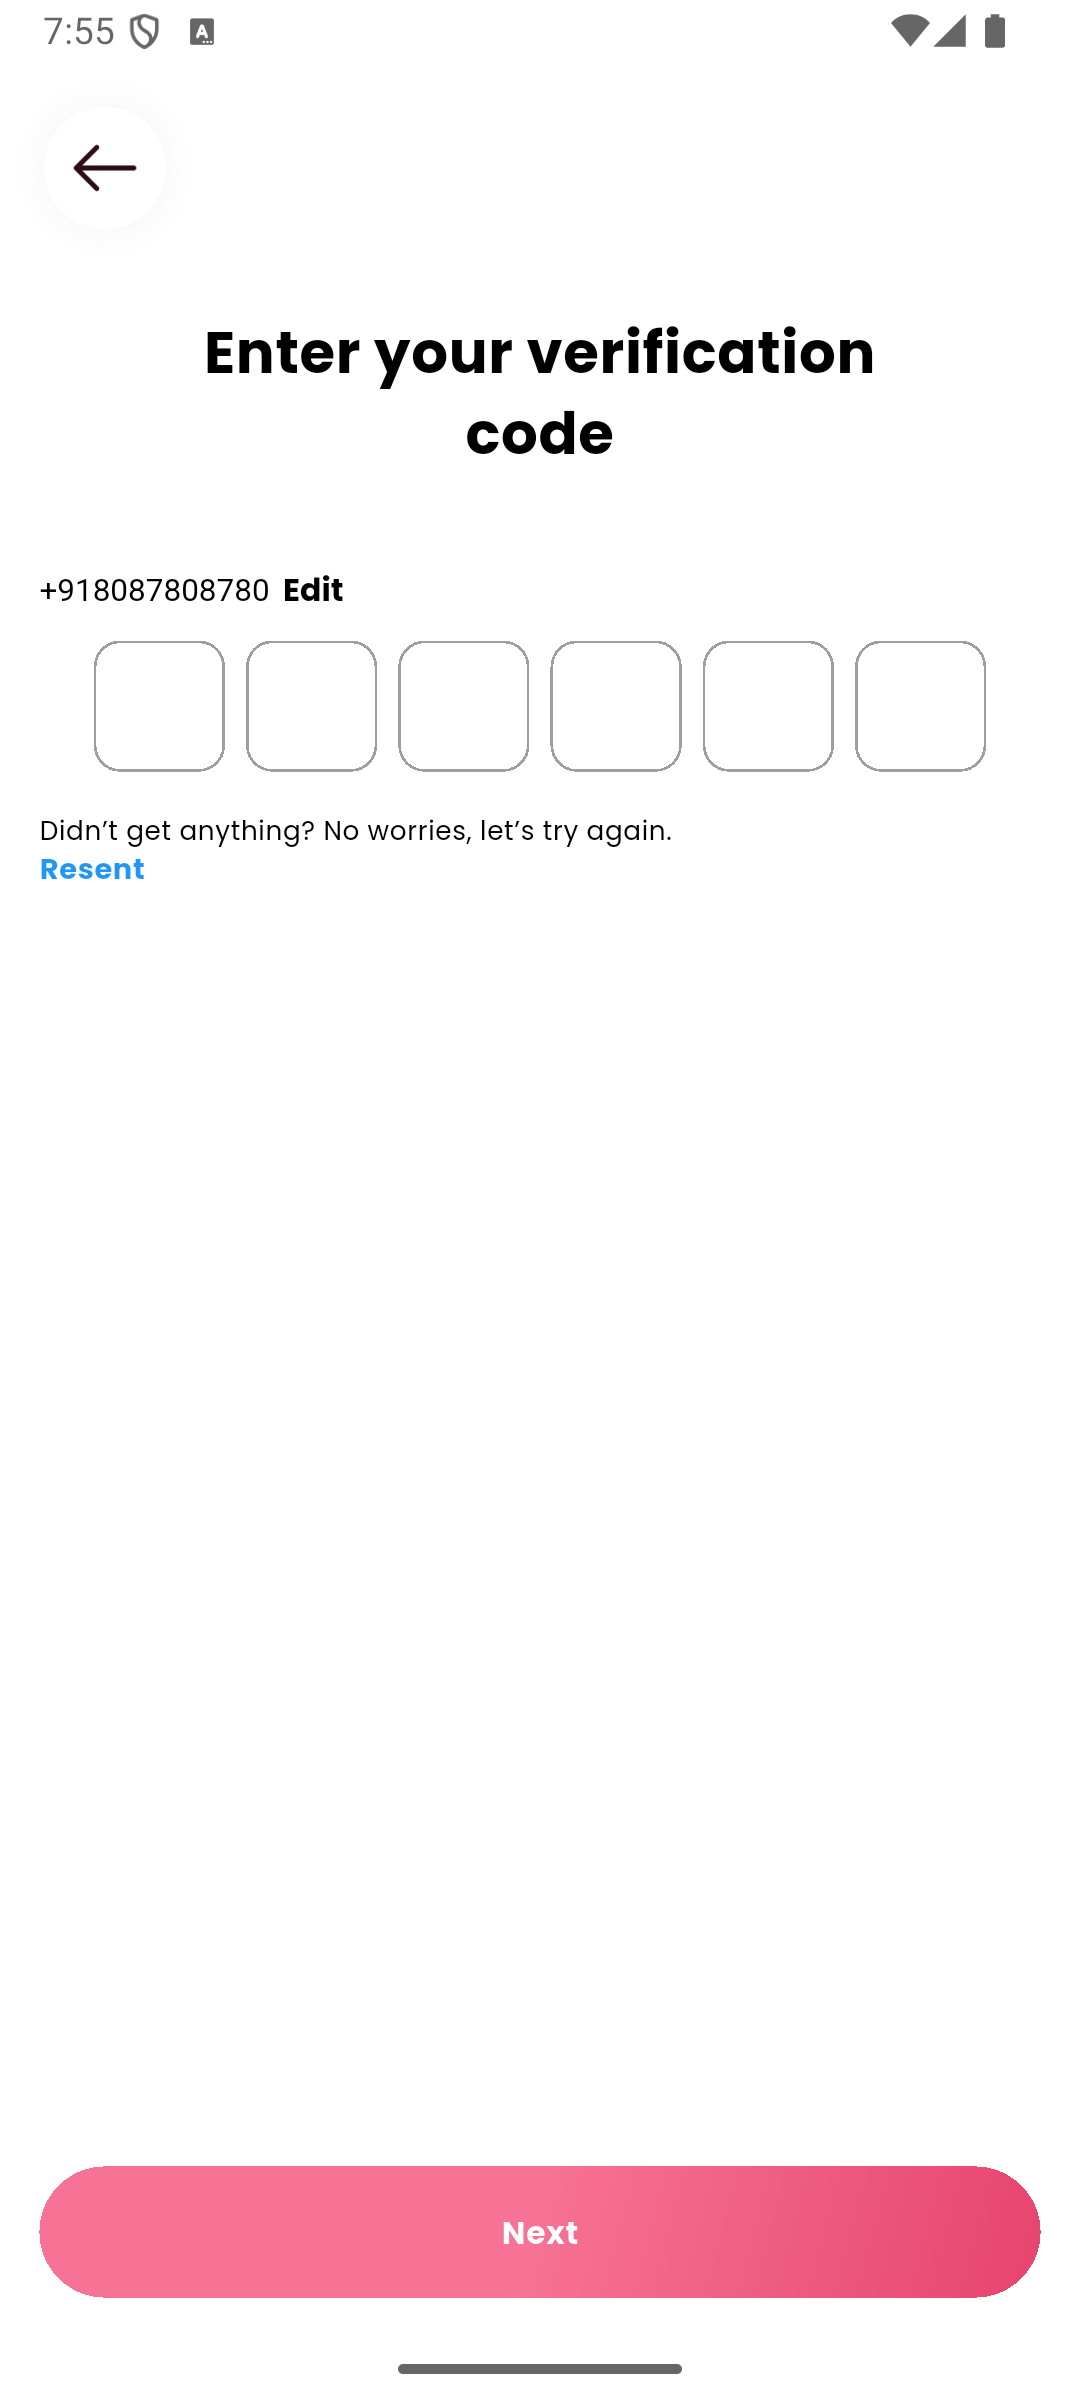 7:55
Enter your verification
code
+918087808780 Edit
Didn’t get anything? No worries, let’s try again.
Resent
Next